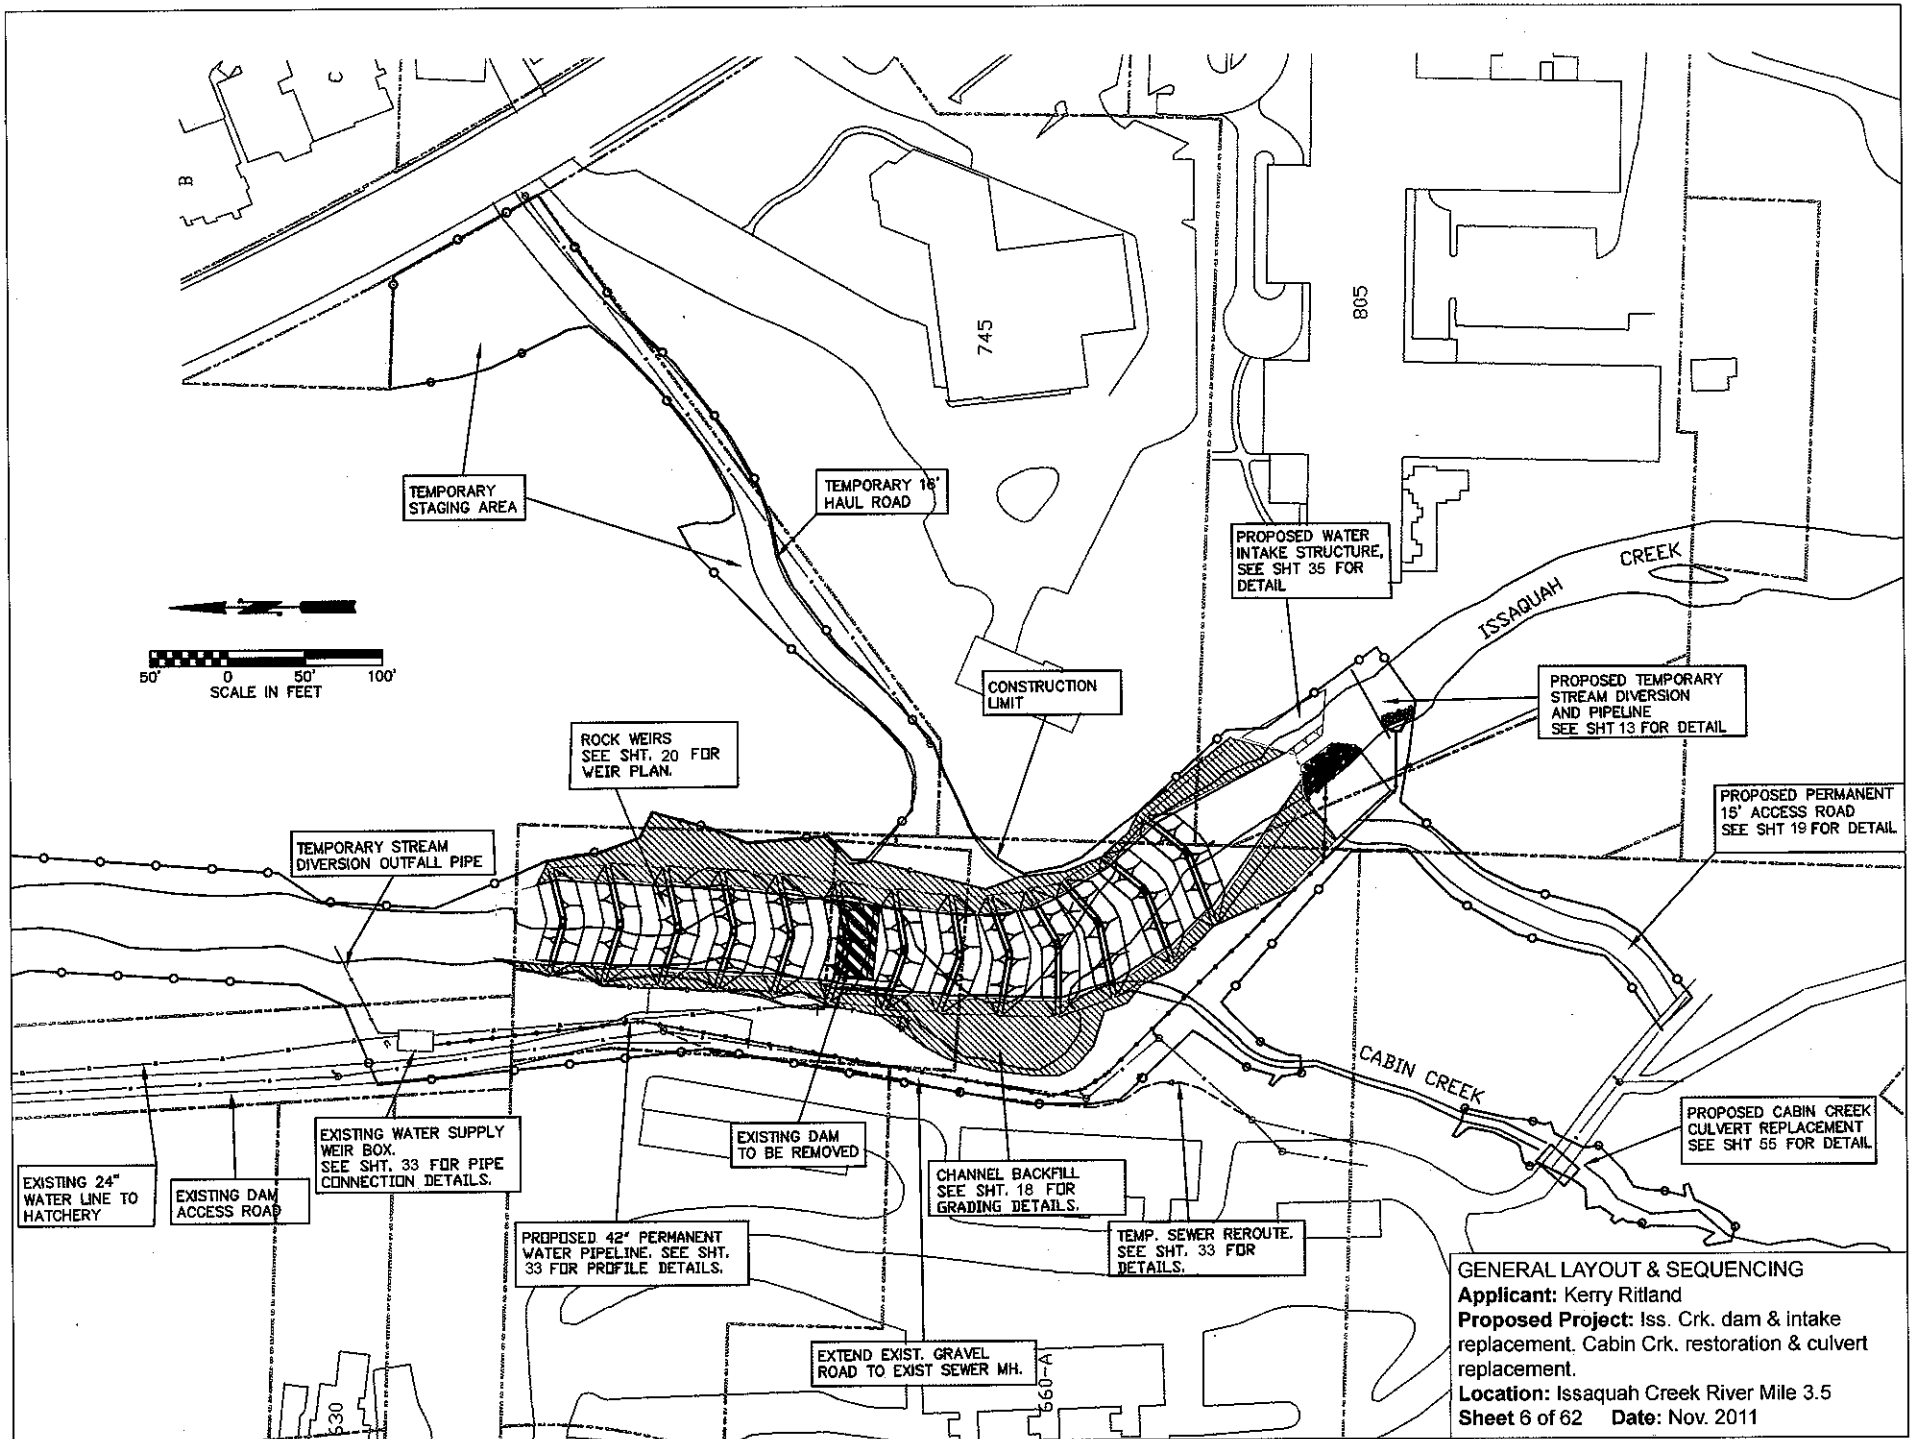 C
B
745
805
TEMPORARY
STAGING AREA
TEMPORARY 16'
HAUL ROAD
PROPOSED WATER
INTAKE STRUCTURE,
SEE SHT 35 FOR
DETAIL
ISSAQUAH CREEK
50' 0 50' 100'
SCALE IN FEET
CONSTRUCTION
LIMIT
PROPOSED TEMPORARY
STREAM DIVERSION
AND PIPELINE
SEE SHT 13 FOR DETAIL
ROCK WEIRS
SEE SHT. 20 FOR
WEIR PLAN.
PROPOSED PERMANENT
15' ACCESS ROAD
SEE SHT 19 FOR DETAIL
TEMPORARY STREAM
DIVERSION OUTFALL PIPE
CABIN CREEK
PROPOSED CABIN CREEK
CULVERT REPLACEMENT
SEE SHT 55 FOR DETAIL
EXISTING 24"
WATER LINE TO
HATCHERY
EXISTING DAM
ACCESS ROAD
EXISTING WATER SUPPLY
WEIR BOX.
SEE SHT. 33 FOR PIPE
CONNECTION DETAILS.
EXISTING DAM
TO BE REMOVED
CHANNEL BACKFILL
SEE SHT. 18 FOR
GRADING DETAILS.
PROPOSED 42" PERMANENT
WATER PIPELINE. SEE SHT.
33 FOR PROFILE DETAILS.
TEMP. SEWER REROUTE.
SEE SHT. 33 FOR
DETAILS.
EXTEND EXIST. GRAVEL
ROAD TO EXIST SEWER MH.
630
660-A
GENERAL LAYOUT & SEQUENCING
Applicant: Kerry Ritland
Proposed Project: Iss. Crk. dam & intake
replacement. Cabin Crk. restoration & culvert
replacement.
Location: Issaquah Creek River Mile 3.5
Sheet 6 of 62 Date: Nov. 2011